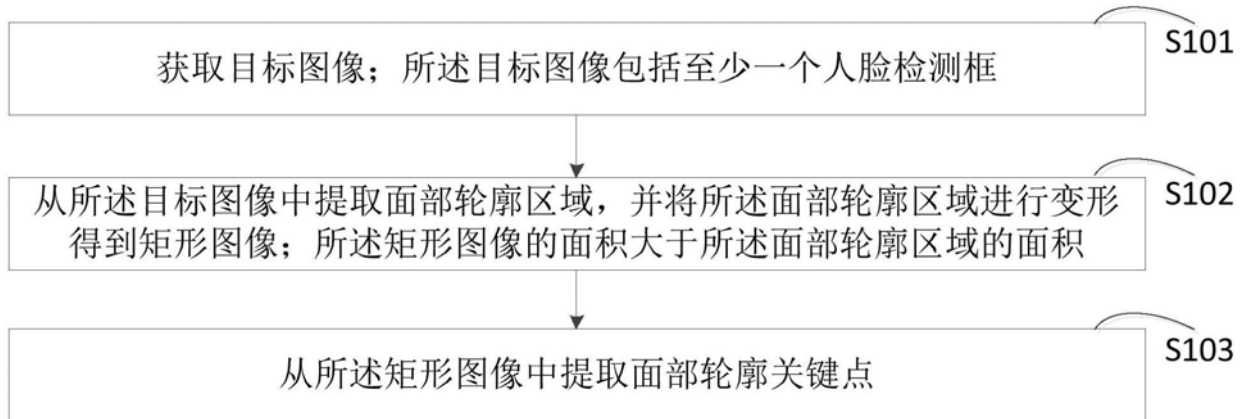 获取目标图像；所述目标图像包括至少一个人脸检测框
S101
从所述目标图像中提取面部轮廓区域，并将所述面部轮廓区域进行变形
得到矩形图像；所述矩形图像的面积大于所述面部轮廓区域的面积
S102
从所述矩形图像中提取面部轮廓关键点
S103